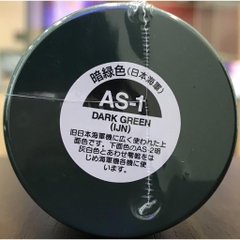 暗緑色(日本海軍)
AS-1
DARK GREEN
(IJN)
旧日本海軍機に広く使われた上
面色です。下面色のAS-2明
灰白色とあわせ零戦をは
じめ海軍機各機に使
います。